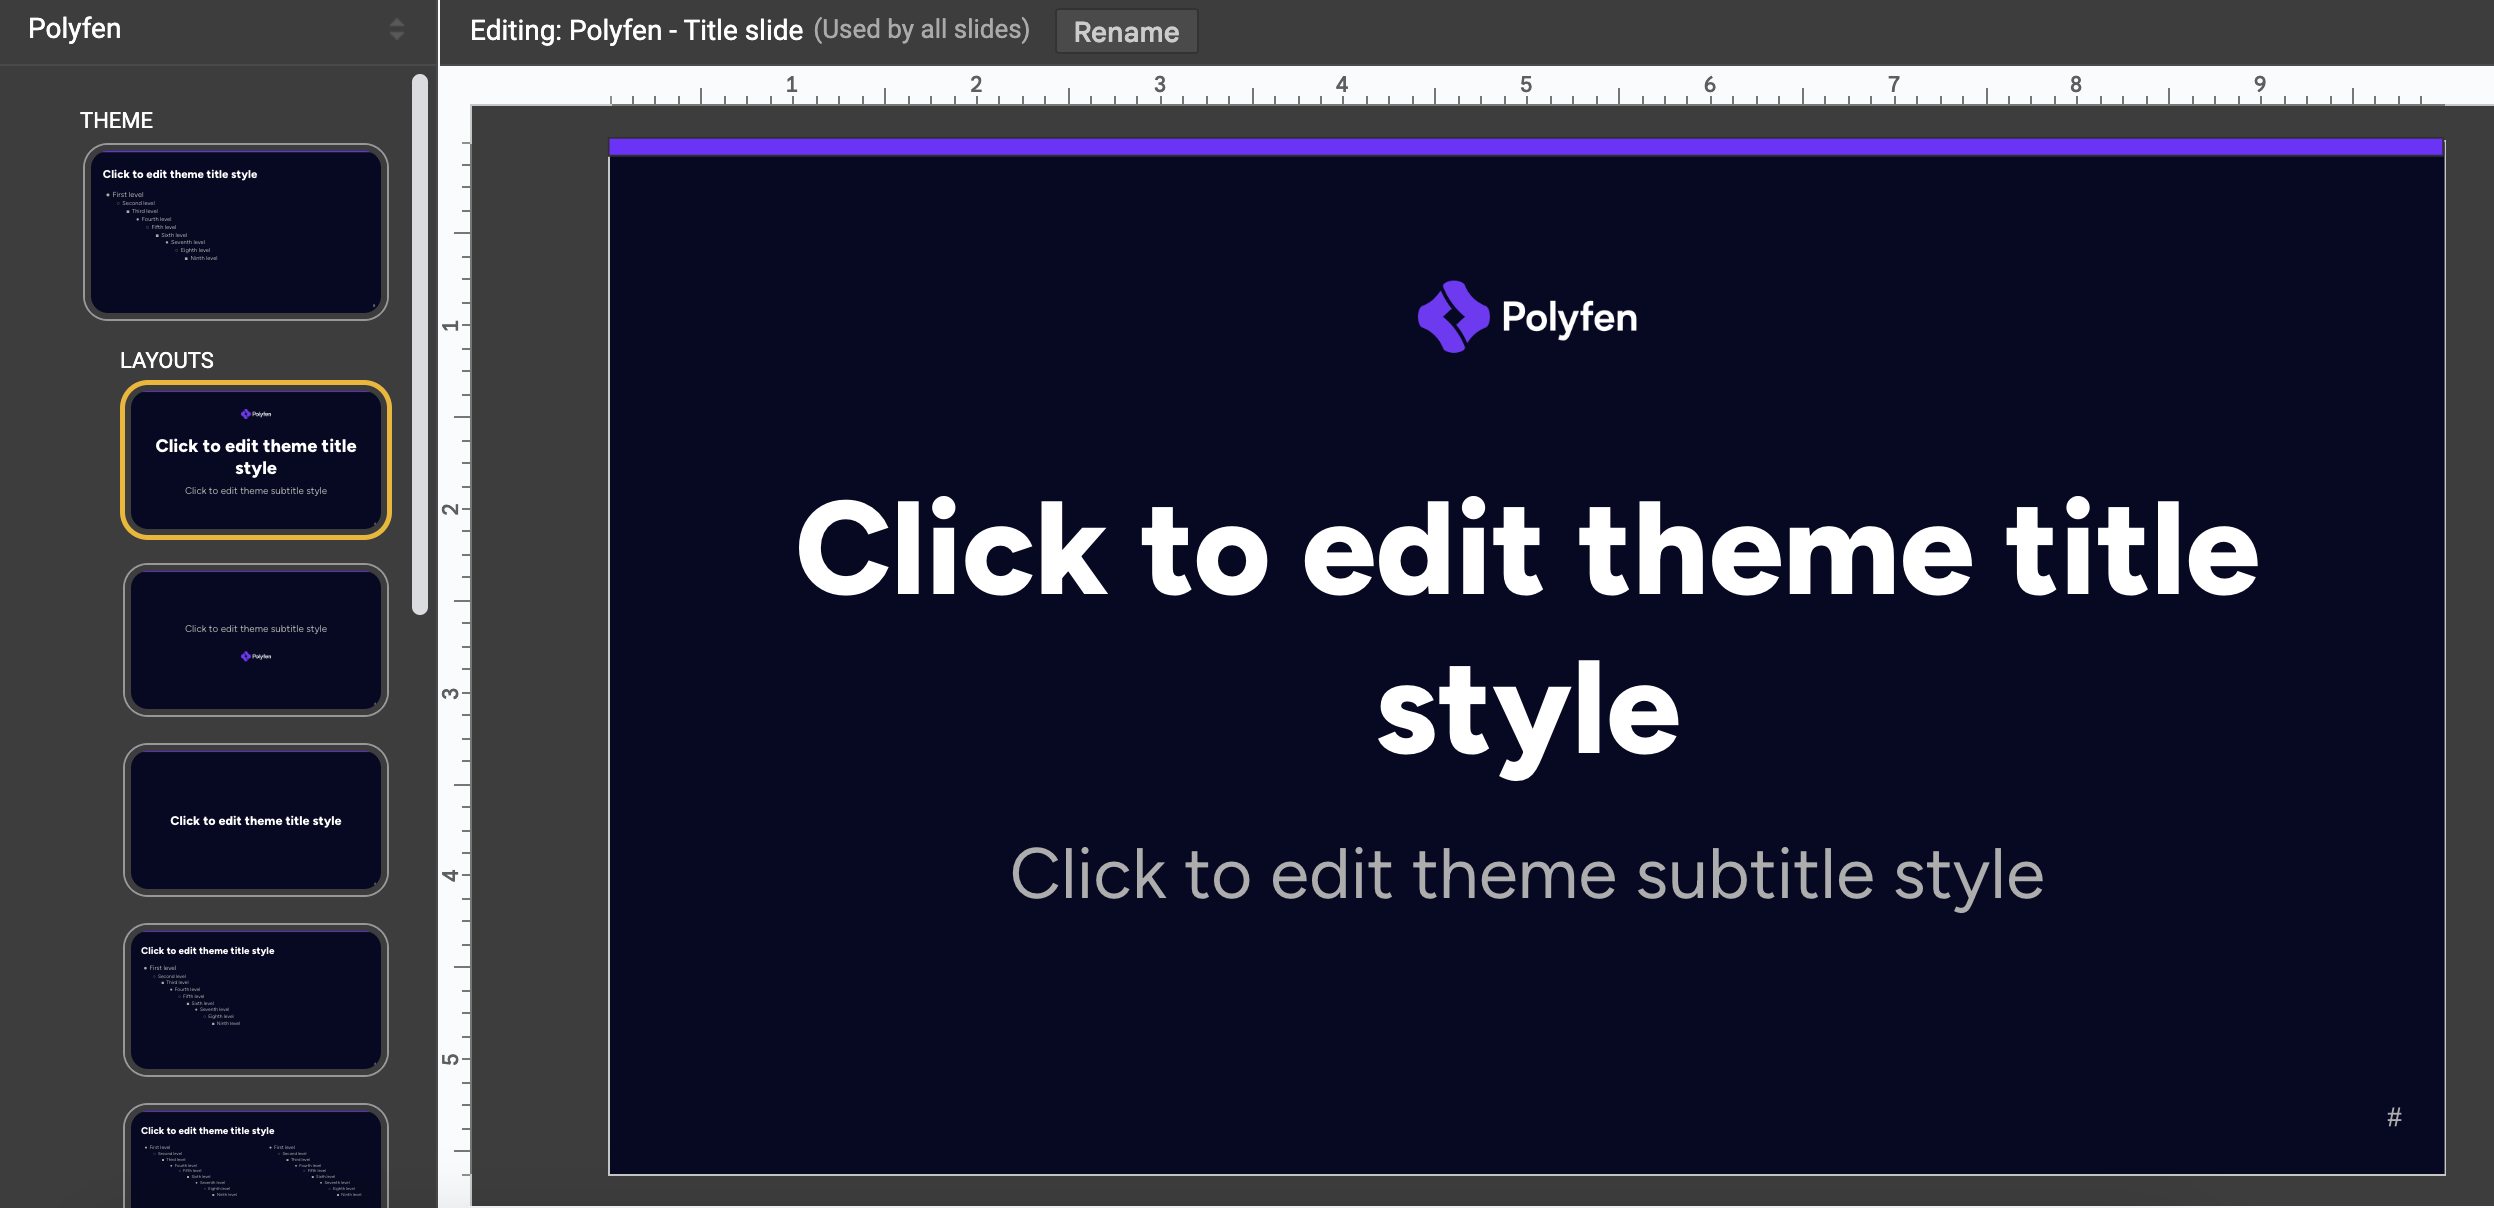 Polyfen
Editing: Polyfen - Title slide (Used by all slides) Rename
1 2 3 4 5 6 7 8 9
THEME
Click to edit theme title style
● First level
○ Second level
■ Third level
● Fourth level
○ Fifth level
■ Sixth level
● Seventh level
○ Eighth level
■ Ninth level
#
LAYOUTS
Polyfen
Click to edit theme title
style
Click to edit theme subtitle style
Click to edit theme subtitle style
Polyfen
Click to edit theme title style
Click to edit theme title style
● First level
○ Second level
■ Third level
● Fourth level
○ Fifth level
■ Sixth level
● Seventh level
○ Eighth level
■ Ninth level
Click to edit theme title style
● First level
○ Second level
■ Third level
● Fourth level
○ Fifth level
■ Sixth level
● Seventh level
○ Eighth level
■ Ninth level
● First level
○ Second level
■ Third level
● Fourth level
○ Fifth level
■ Sixth level
● Seventh level
○ Eighth level
■ Ninth level
1
2
3
4
5
Polyfen
Click to edit theme title
style
Click to edit theme subtitle style
#